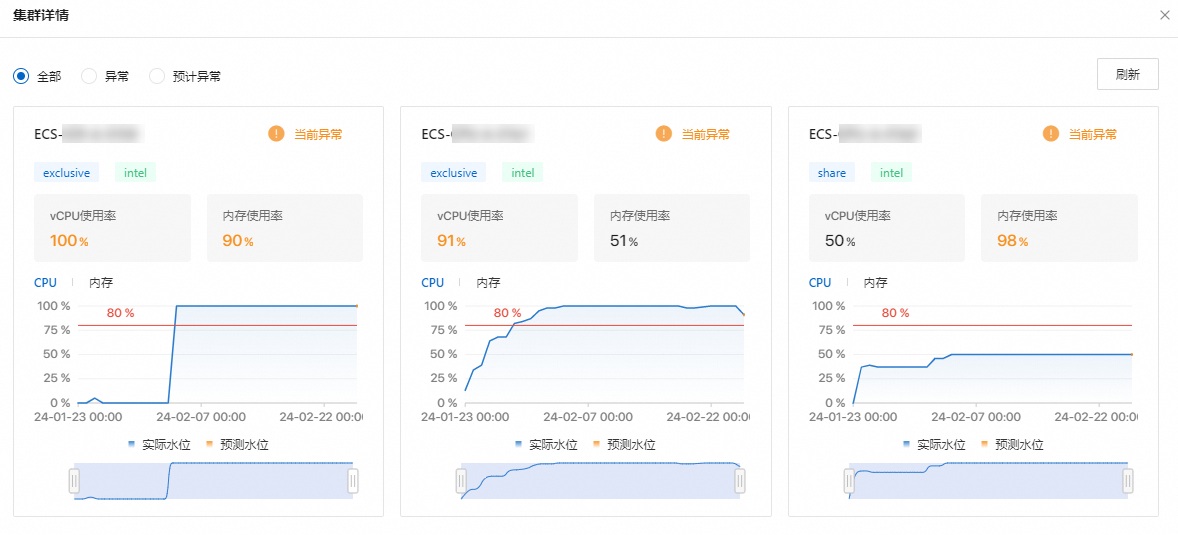 集群详情
全部 异常 预计异常 刷新
ECS- 当前异常
exclusive intel
vCPU使用率 内存使用率
100% 90%
CPU 内存
100 %
80 %
75 %
50 %
25 %
0 %
24-01-23 00:00 24-02-07 00:00 24-02-22 00:00
实际水位 预测水位
ECS- 当前异常
exclusive intel
vCPU使用率 内存使用率
91% 51%
CPU 内存
100 %
80 %
75 %
50 %
25 %
0 %
24-01-23 00:00 24-02-07 00:00 24-02-22 00:00
实际水位 预测水位
ECS- 当前异常
share intel
vCPU使用率 内存使用率
50% 98%
CPU 内存
100 %
80 %
75 %
50 %
25 %
0 %
24-01-23 00:00 24-02-07 00:00 24-02-22 00:00
实际水位 预测水位